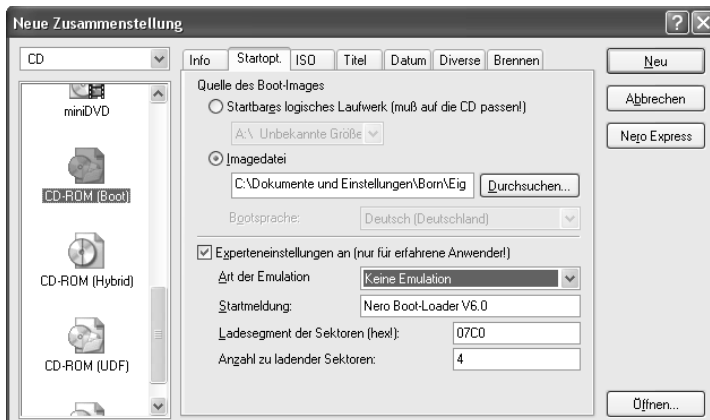 Neue Zusammenstellung
CD
miniDVD
CD-ROM (Boot)
CD-ROM (Hybrid)
CD-ROM (UDF)
Info Startopt. ISO Titel Datum Diverse Brennen
Quelle des Boot-Images
Startbares logisches Laufwerk (muß auf die CD passen!)
A:\ Unbekannte Größe
Imagedatei
C:\Dokumente und Einstellungen\Born\Eig Durchsuchen...
Bootsprache: Deutsch (Deutschland)
Experteneinstellungen an (nur für erfahrene Anwender!)
Art der Emulation Keine Emulation
Startmeldung: Nero Boot-Loader V6.0
Ladesegment der Sektoren (hex!): 07C0
Anzahl zu ladender Sektoren: 4
Neu
Abbrechen
Nero Express
Öffnen...